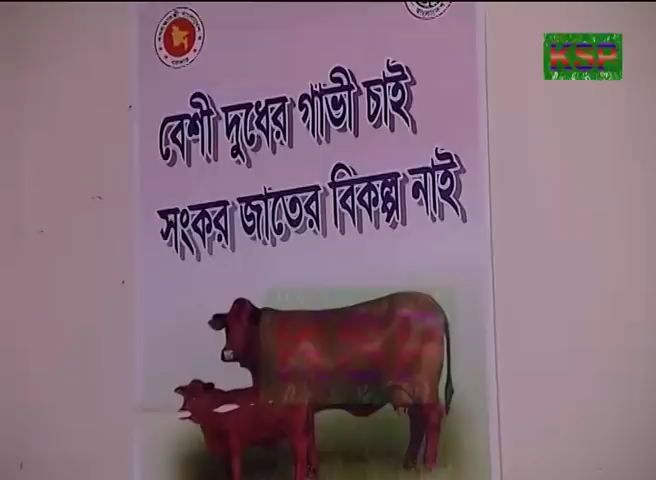 KSP
বেশী দুধের গাভী চাই
সংকর জাতের বিকল্প নাই